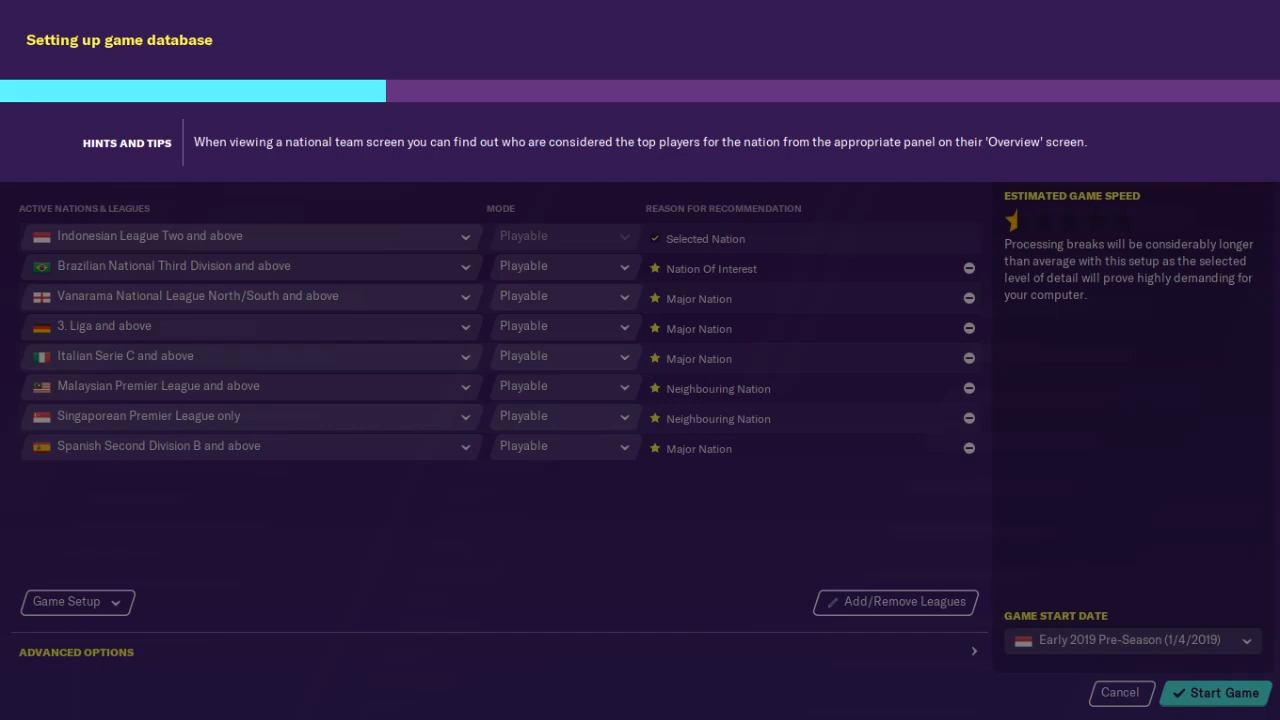 Setting up game database
HINTS AND TIPS
When viewing a national team screen you can find out who are considered the top players for the nation from the appropriate panel on their 'Overview' screen.
ACTIVE NATIONS & LEAGUES MODE REASON FOR RECOMMENDATION
Indonesian League Two and above Playable Selected Nation
Brazilian National Third Division and above Playable Nation Of Interest
Vanarama National League North/South and above Playable Major Nation
3. Liga and above Playable Major Nation
Italian Serie C and above Playable Major Nation
Malaysian Premier League and above Playable Neighbouring Nation
Singaporean Premier League only Playable Neighbouring Nation
Spanish Second Division B and above Playable Major Nation
ESTIMATED GAME SPEED
Processing breaks will be considerably longer
than average with this setup as the selected
level of detail will prove highly demanding for
your computer.
Game Setup
Add/Remove Leagues
GAME START DATE
Early 2019 Pre-Season (1/4/2019)
ADVANCED OPTIONS
Cancel
Start Game